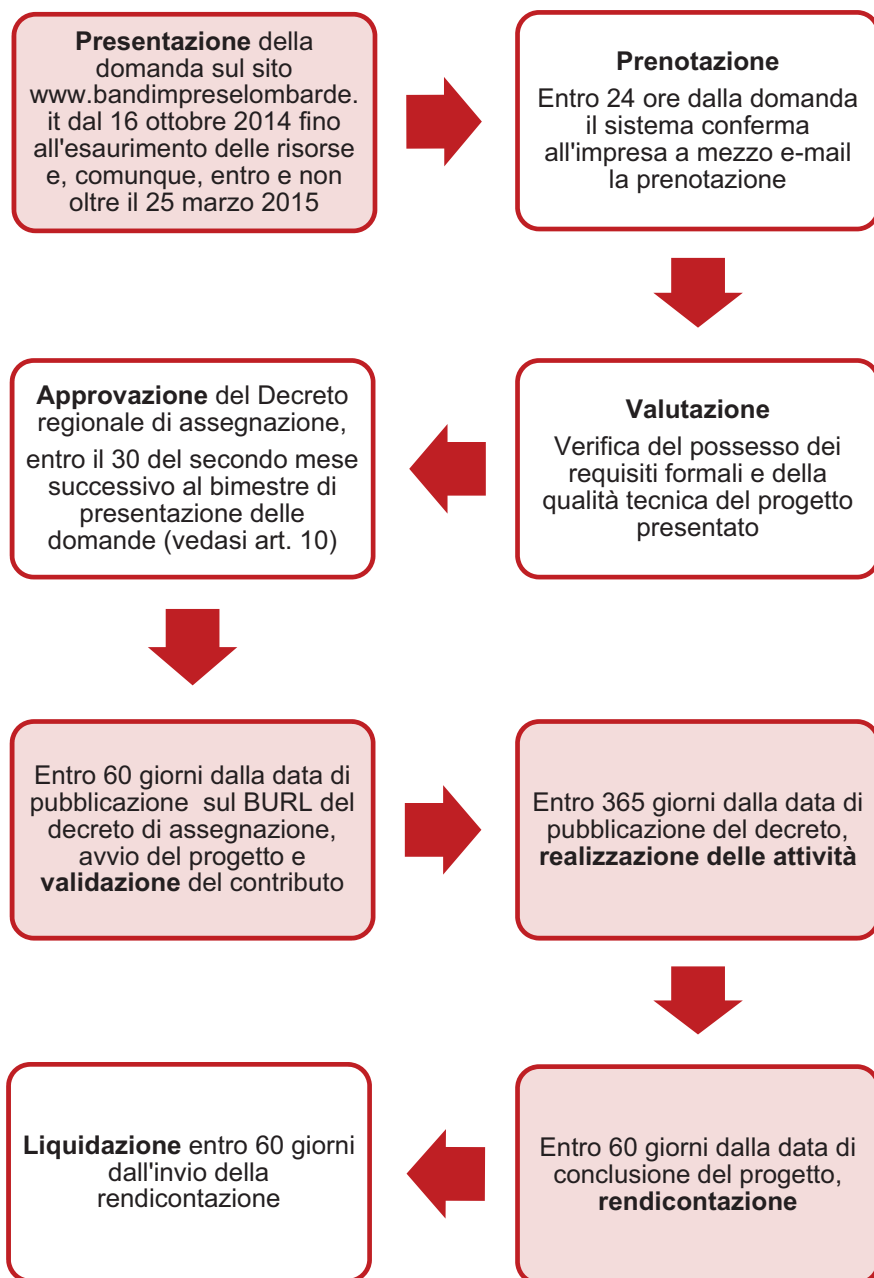 Presentazione della
domanda sul sito
www.bandimpreselombarde.
it dal 16 ottobre 2014 fino
all'esaurimento delle risorse
e, comunque, entro e non
oltre il 25 marzo 2015
Prenotazione
Entro 24 ore dalla domanda
il sistema conferma
all'impresa a mezzo e-mail
la prenotazione
Valutazione
Verifica del possesso dei
requisiti formali e della
qualità tecnica del progetto
presentato
Approvazione del Decreto
regionale di assegnazione,
entro il 30 del secondo mese
successivo al bimestre di
presentazione delle
domande (vedasi art. 10)
Entro 60 giorni dalla data di
pubblicazione sul BURL del
decreto di assegnazione,
avvio del progetto e
validazione del contributo
Entro 365 giorni dalla data di
pubblicazione del decreto,
realizzazione delle attività
Entro 60 giorni dalla data di
conclusione del progetto,
rendicontazione
Liquidazione entro 60 giorni
dall'invio della
rendicontazione